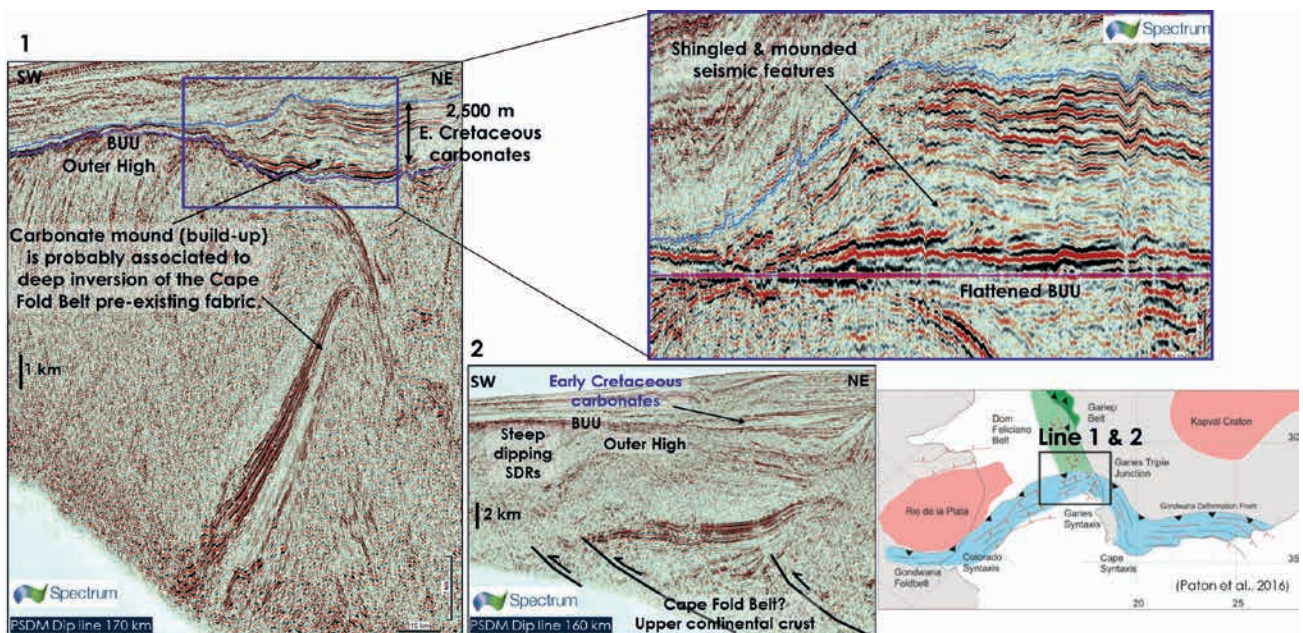 1
SW
NE
2,500 m
E. Cretaceous
carbonates
BUU
Outer High
Carbonate mound (build-up)
is probably associated to
deep inversion of the Cape
Fold Belt pre-existing fabric.
1 km
Spectrum
PSDM Dip line 170 km
Spectrum
Shingled & mounded
seismic features
Flattened BUU
2
SW
NE
Early Cretaceous
carbonates
BUU
Steep
dipping
SDRs
Outer High
2 km
Spectrum
Cape Fold Belt?
Upper continental crust
PSDM Dip line 160 km
Dom
Feliciano
Belt
Gariep
Belt
Kapval Craton
Line 1 & 2
30
Garies Triple
Junction
Rio de la Plata
Garies
Syntaxis
Gondwana Deformation Front
Colorado
Syntaxis
Cape
Syntaxis
35
Gondwana
Foldbelt
(Paton et al., 2016)
20
25